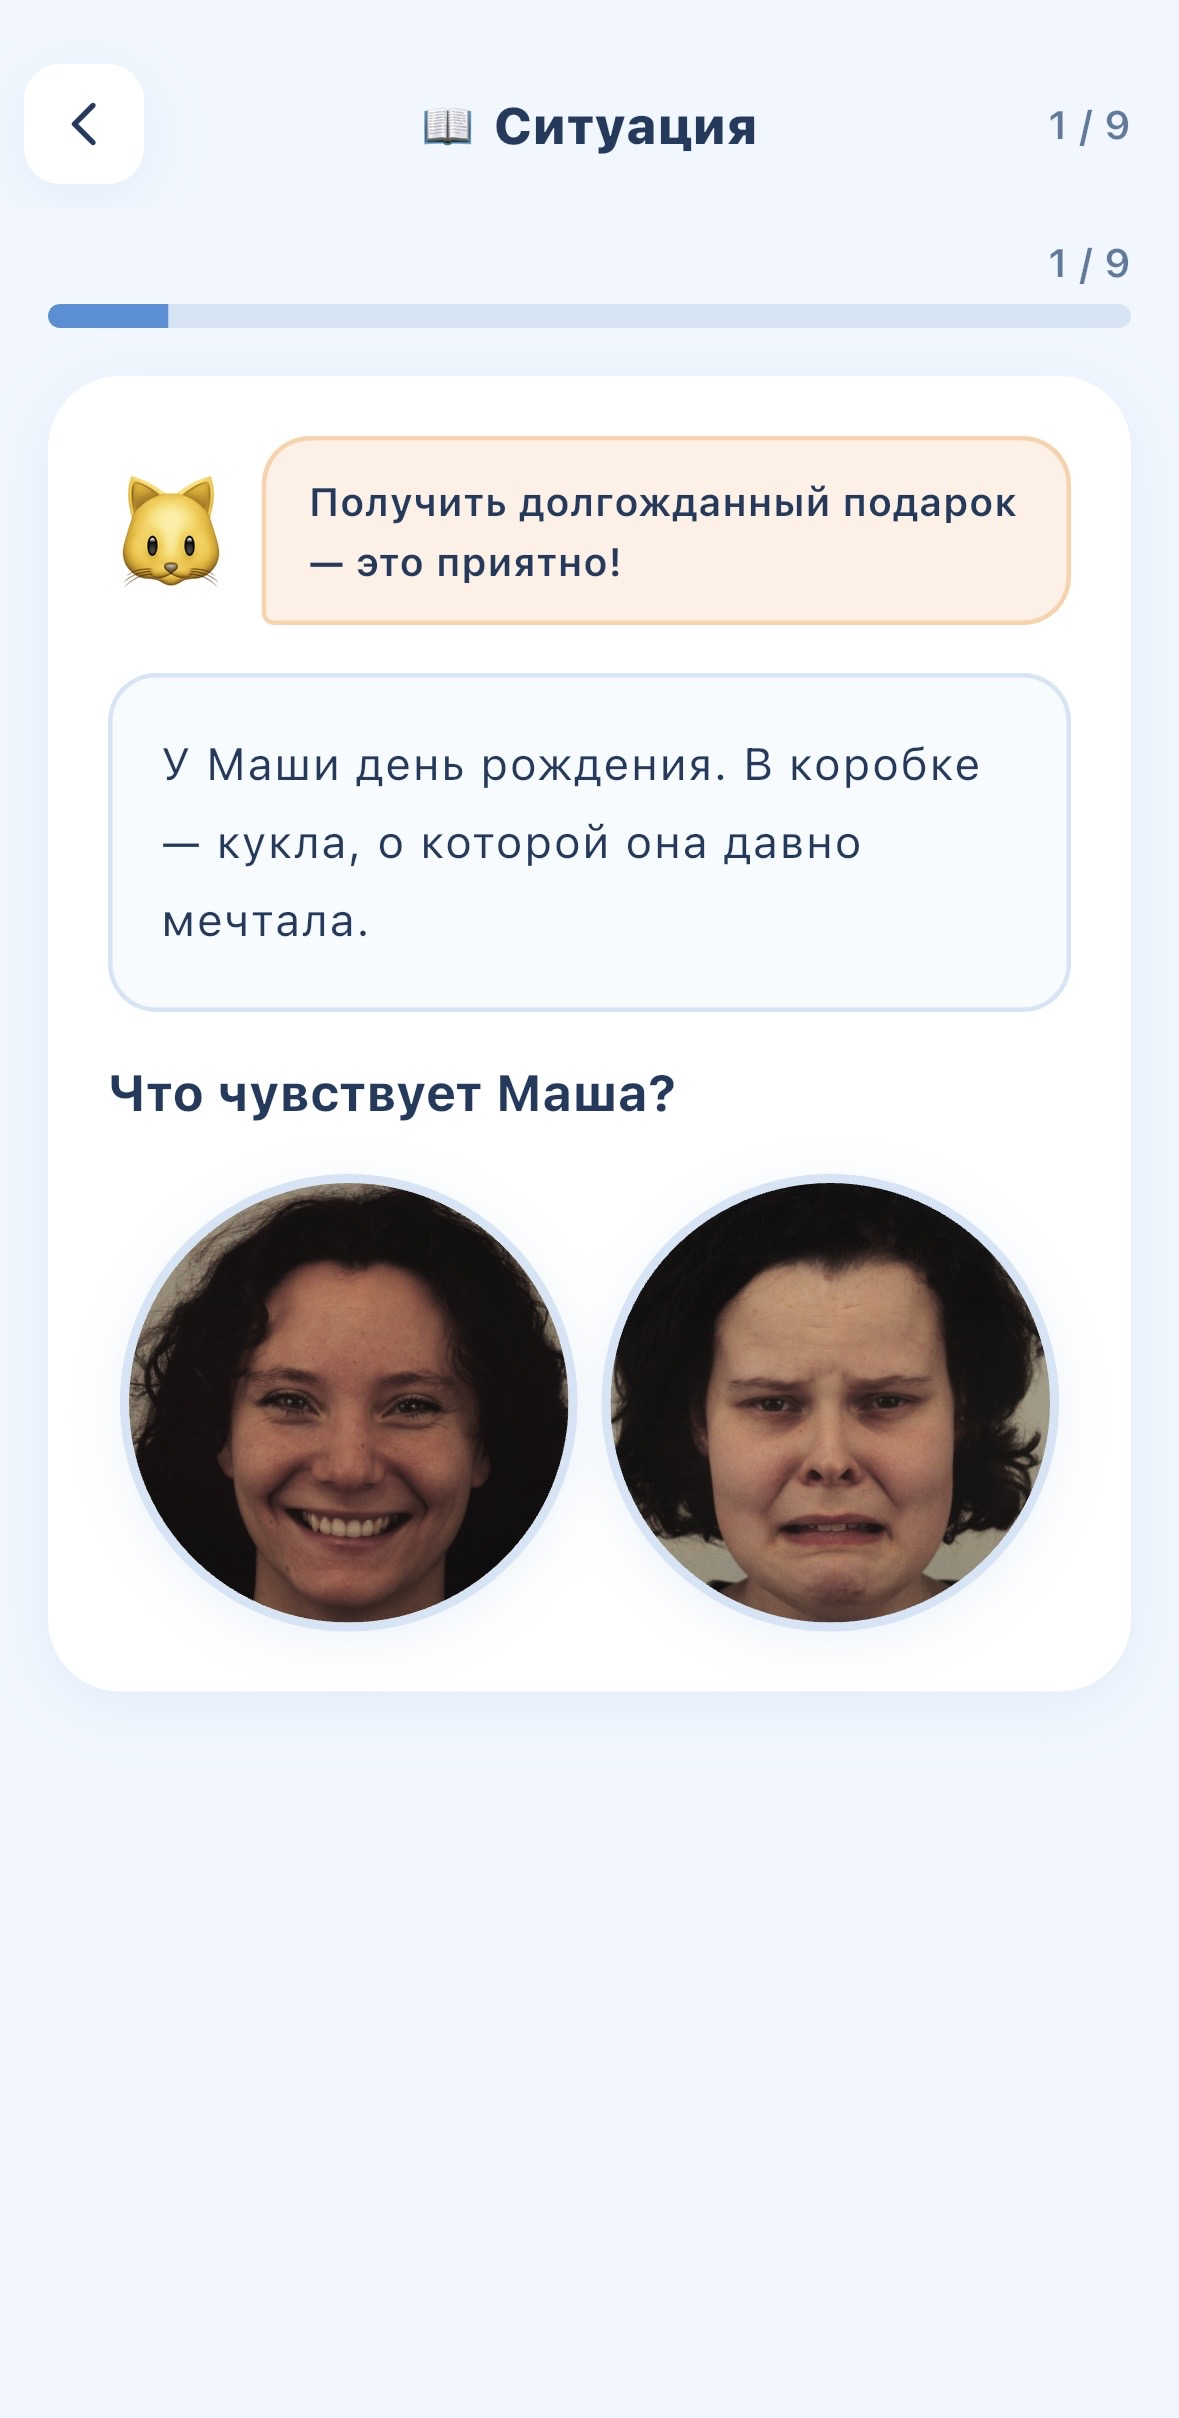 📖 Ситуация
1 / 9
1 / 9
Получить долгожданный подарок
— это приятно!
У Маши день рождения. В коробке
— кукла, о которой она давно
мечтала.
Что чувствует Маша?